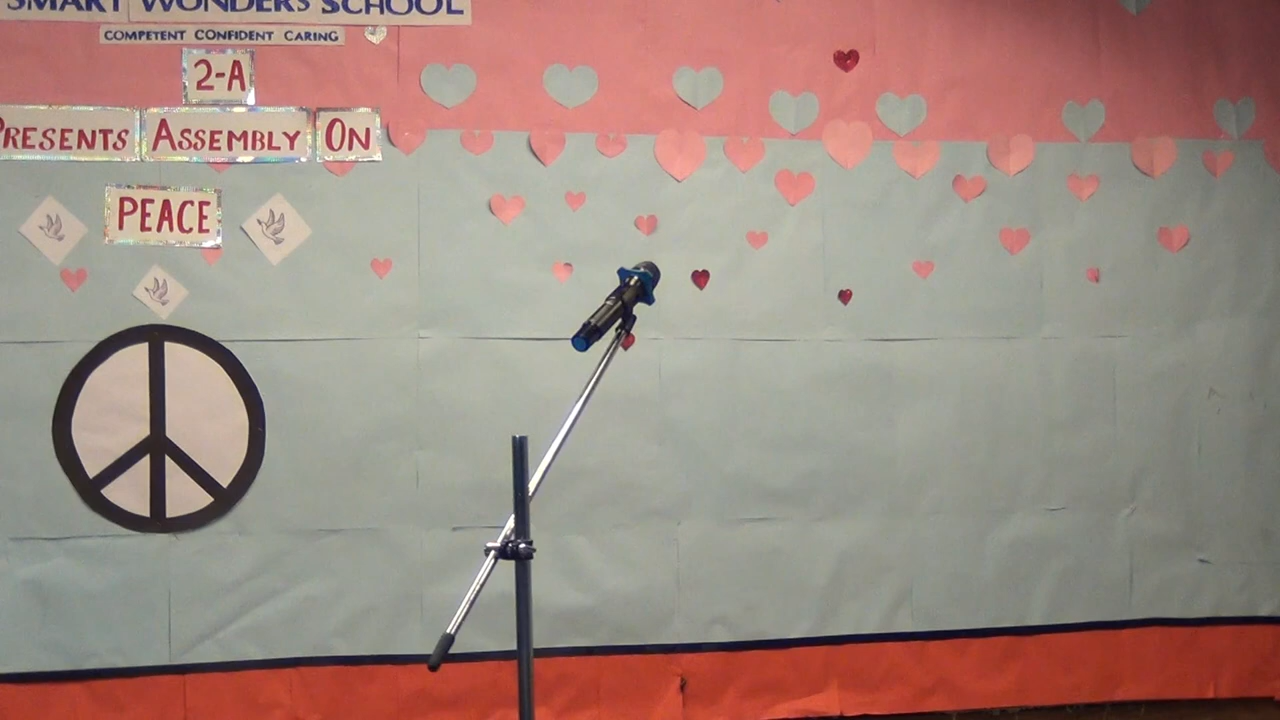 SMART WONDERS SCHOOL
COMPETENT CONFIDENT CARING
2-A
PRESENTS ASSEMBLY ON
PEACE